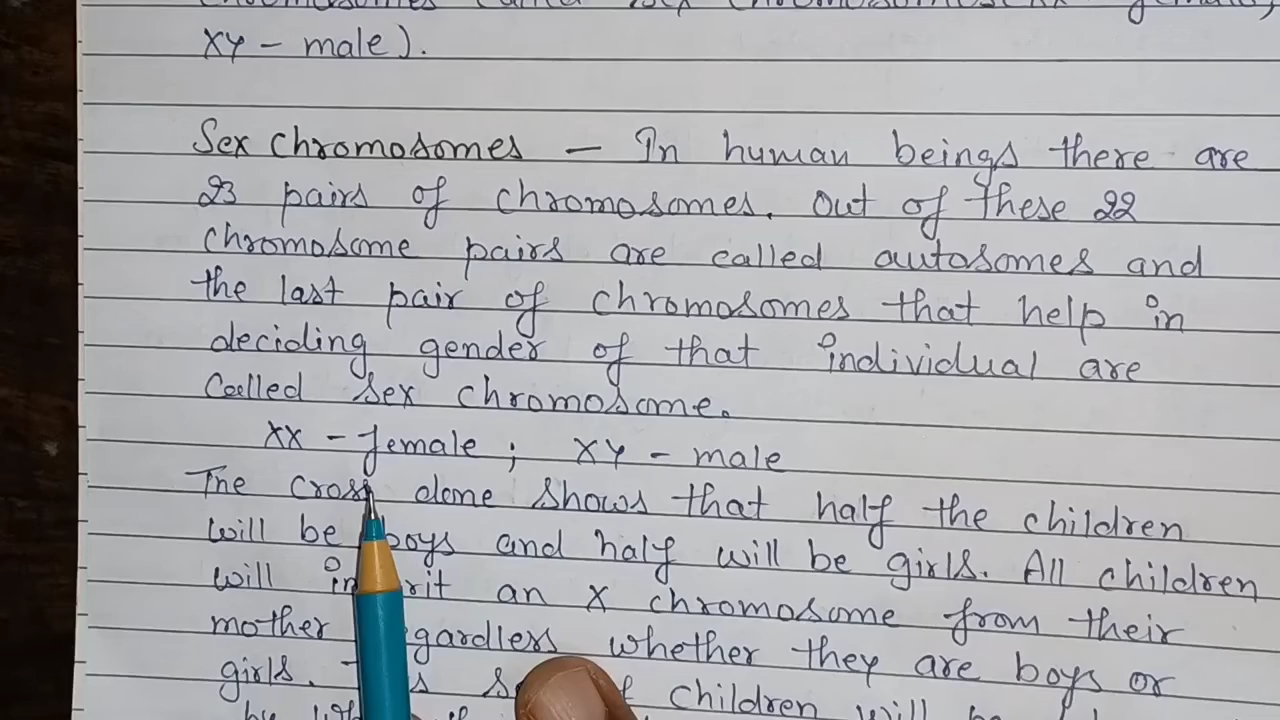 XY - male).
Sex chromosomes - In human beings there are
23 pairs of chromosomes. Out of these 22
chromosome pairs are called autosomes and
the last pair of chromosomes that help in
deciding gender of that individual are
called sex chromosome.
XX - female ; XY - male
The cross done shows that half the children
will be boys and half will be girls. All children
will an X chromosome from their
mother whether they are boys or
girls. children will